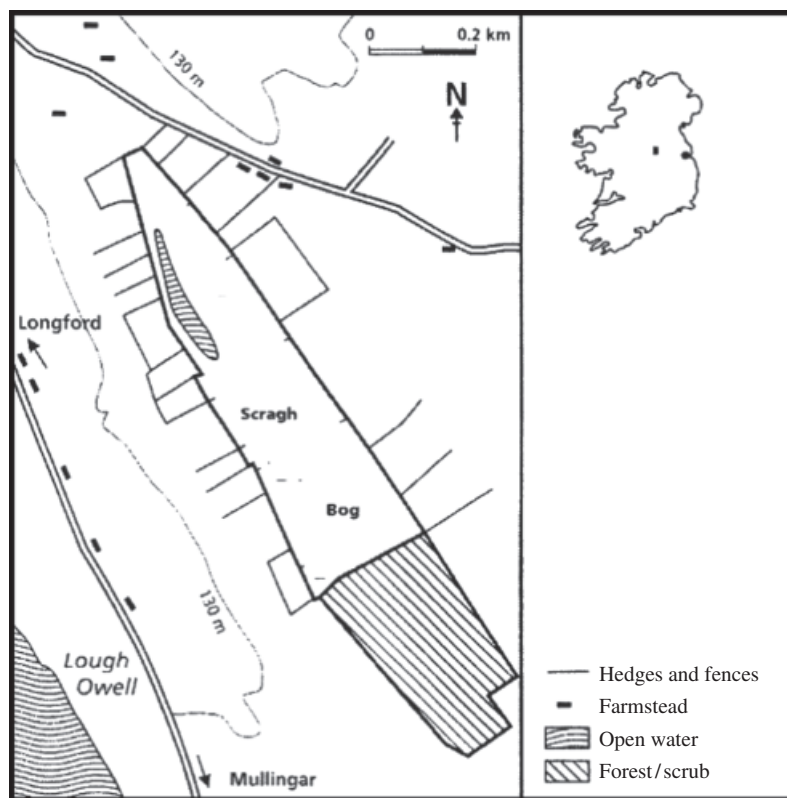 0 0.2 km
130 m
N
Longford
Scragh
Bog
130 m
Lough
Owell
Mullingar
Hedges and fences
Farmstead
Open water
Forest/scrub